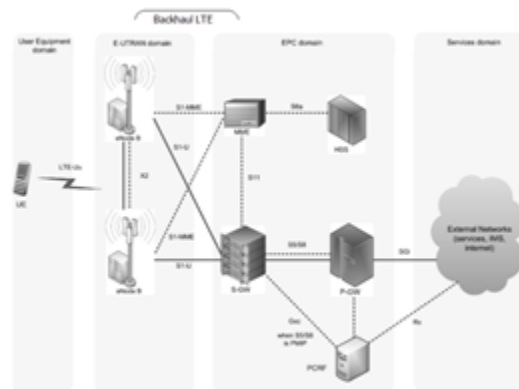 Backhaul LTE
User Equipment
domain
E-UTRAN domain
EPC domain
Services domain
S1-MME
S6a
eNode B
MME
HSS
S1-U
LTE-Uu
X2
S11
UE
S1-MME
S5/S8
External Networks
(services, IMS,
internet)
S1-U
SGi
eNode B
S-GW
P-GW
Gxc
when S5/S8
is PMIP
Rx
PCRF